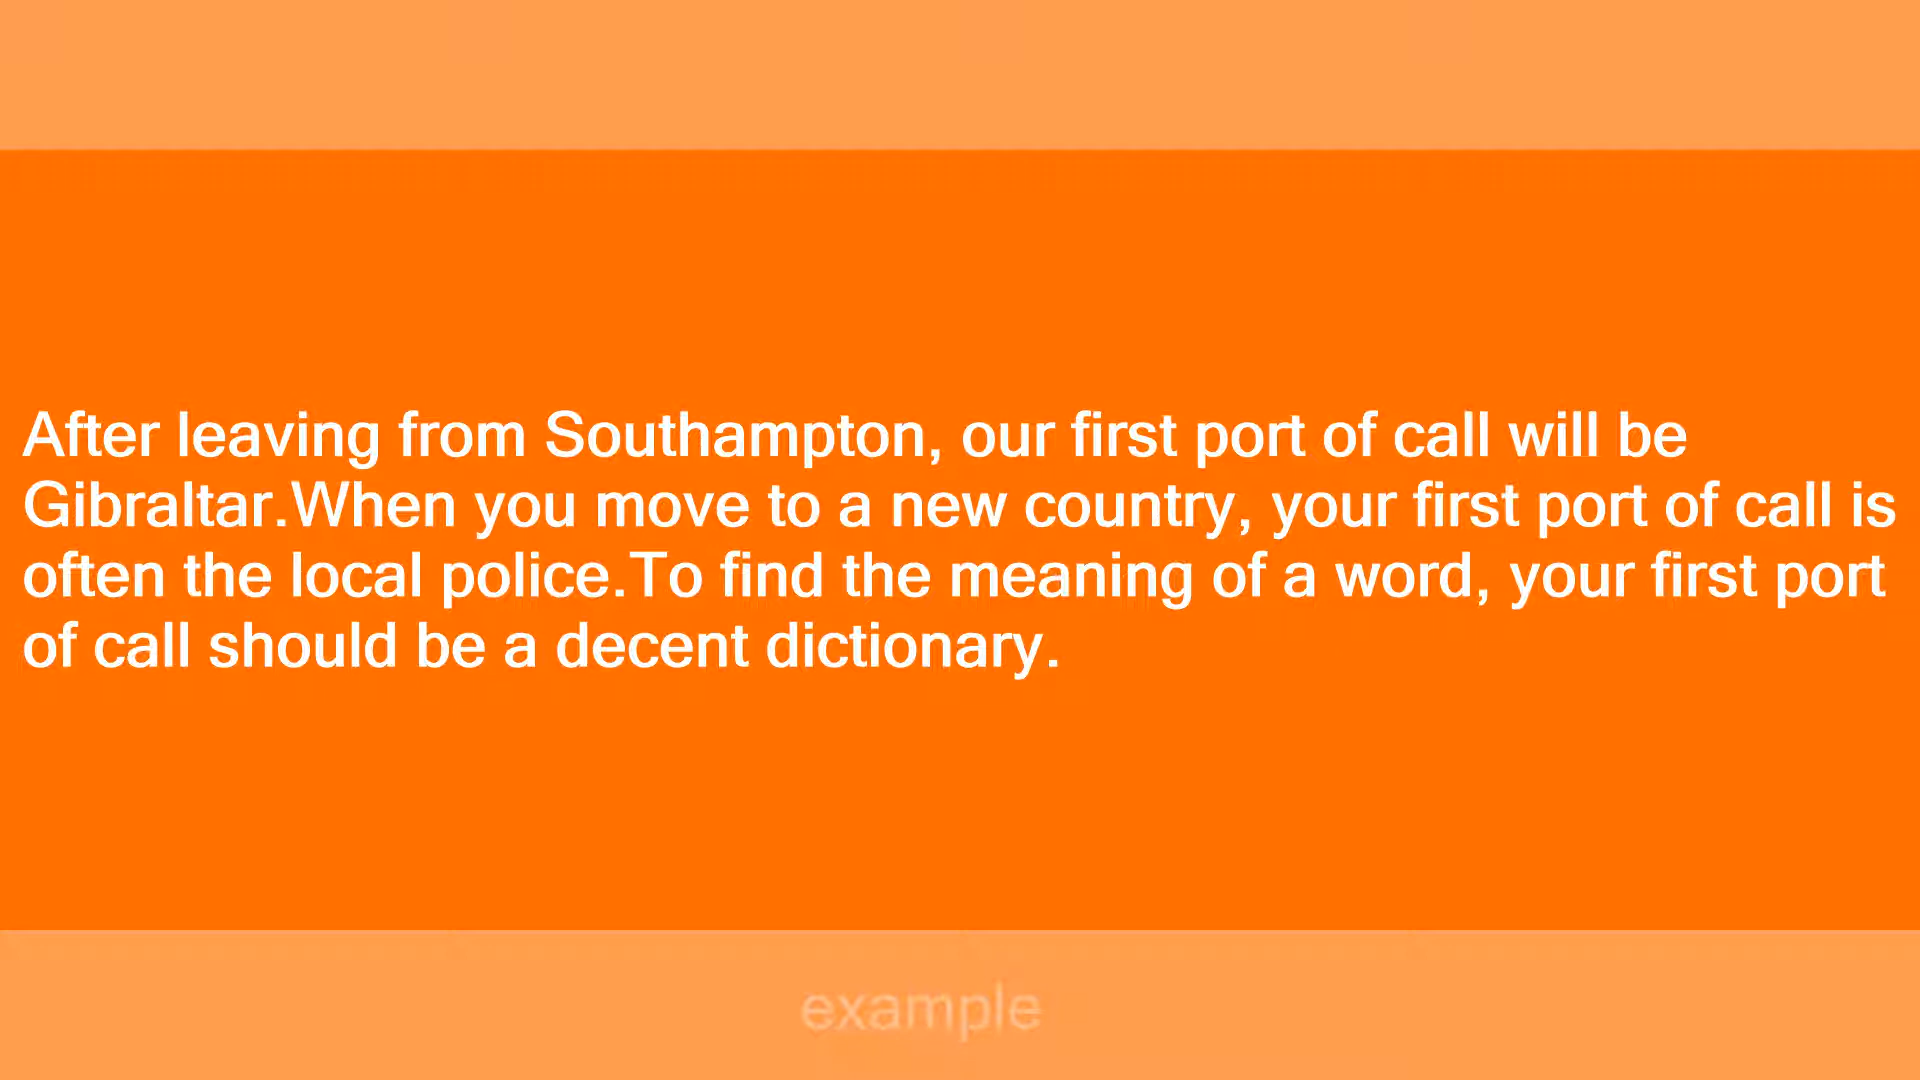 After leaving from Southampton, our first port of call will be
Gibraltar.When you move to a new country, your first port of call is
often the local police.To find the meaning of a word, your first port
of call should be a decent dictionary.
example